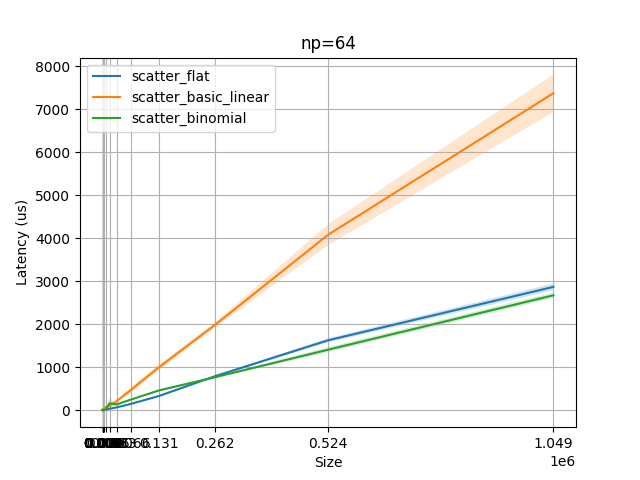 np=64
8000
7000
6000
5000
4000
3000
2000
1000
0
Latency (us)
scatter_flat
scatter_basic_linear
scatter_binomial
0.131
0.262
0.524
1.049
1e6
Size